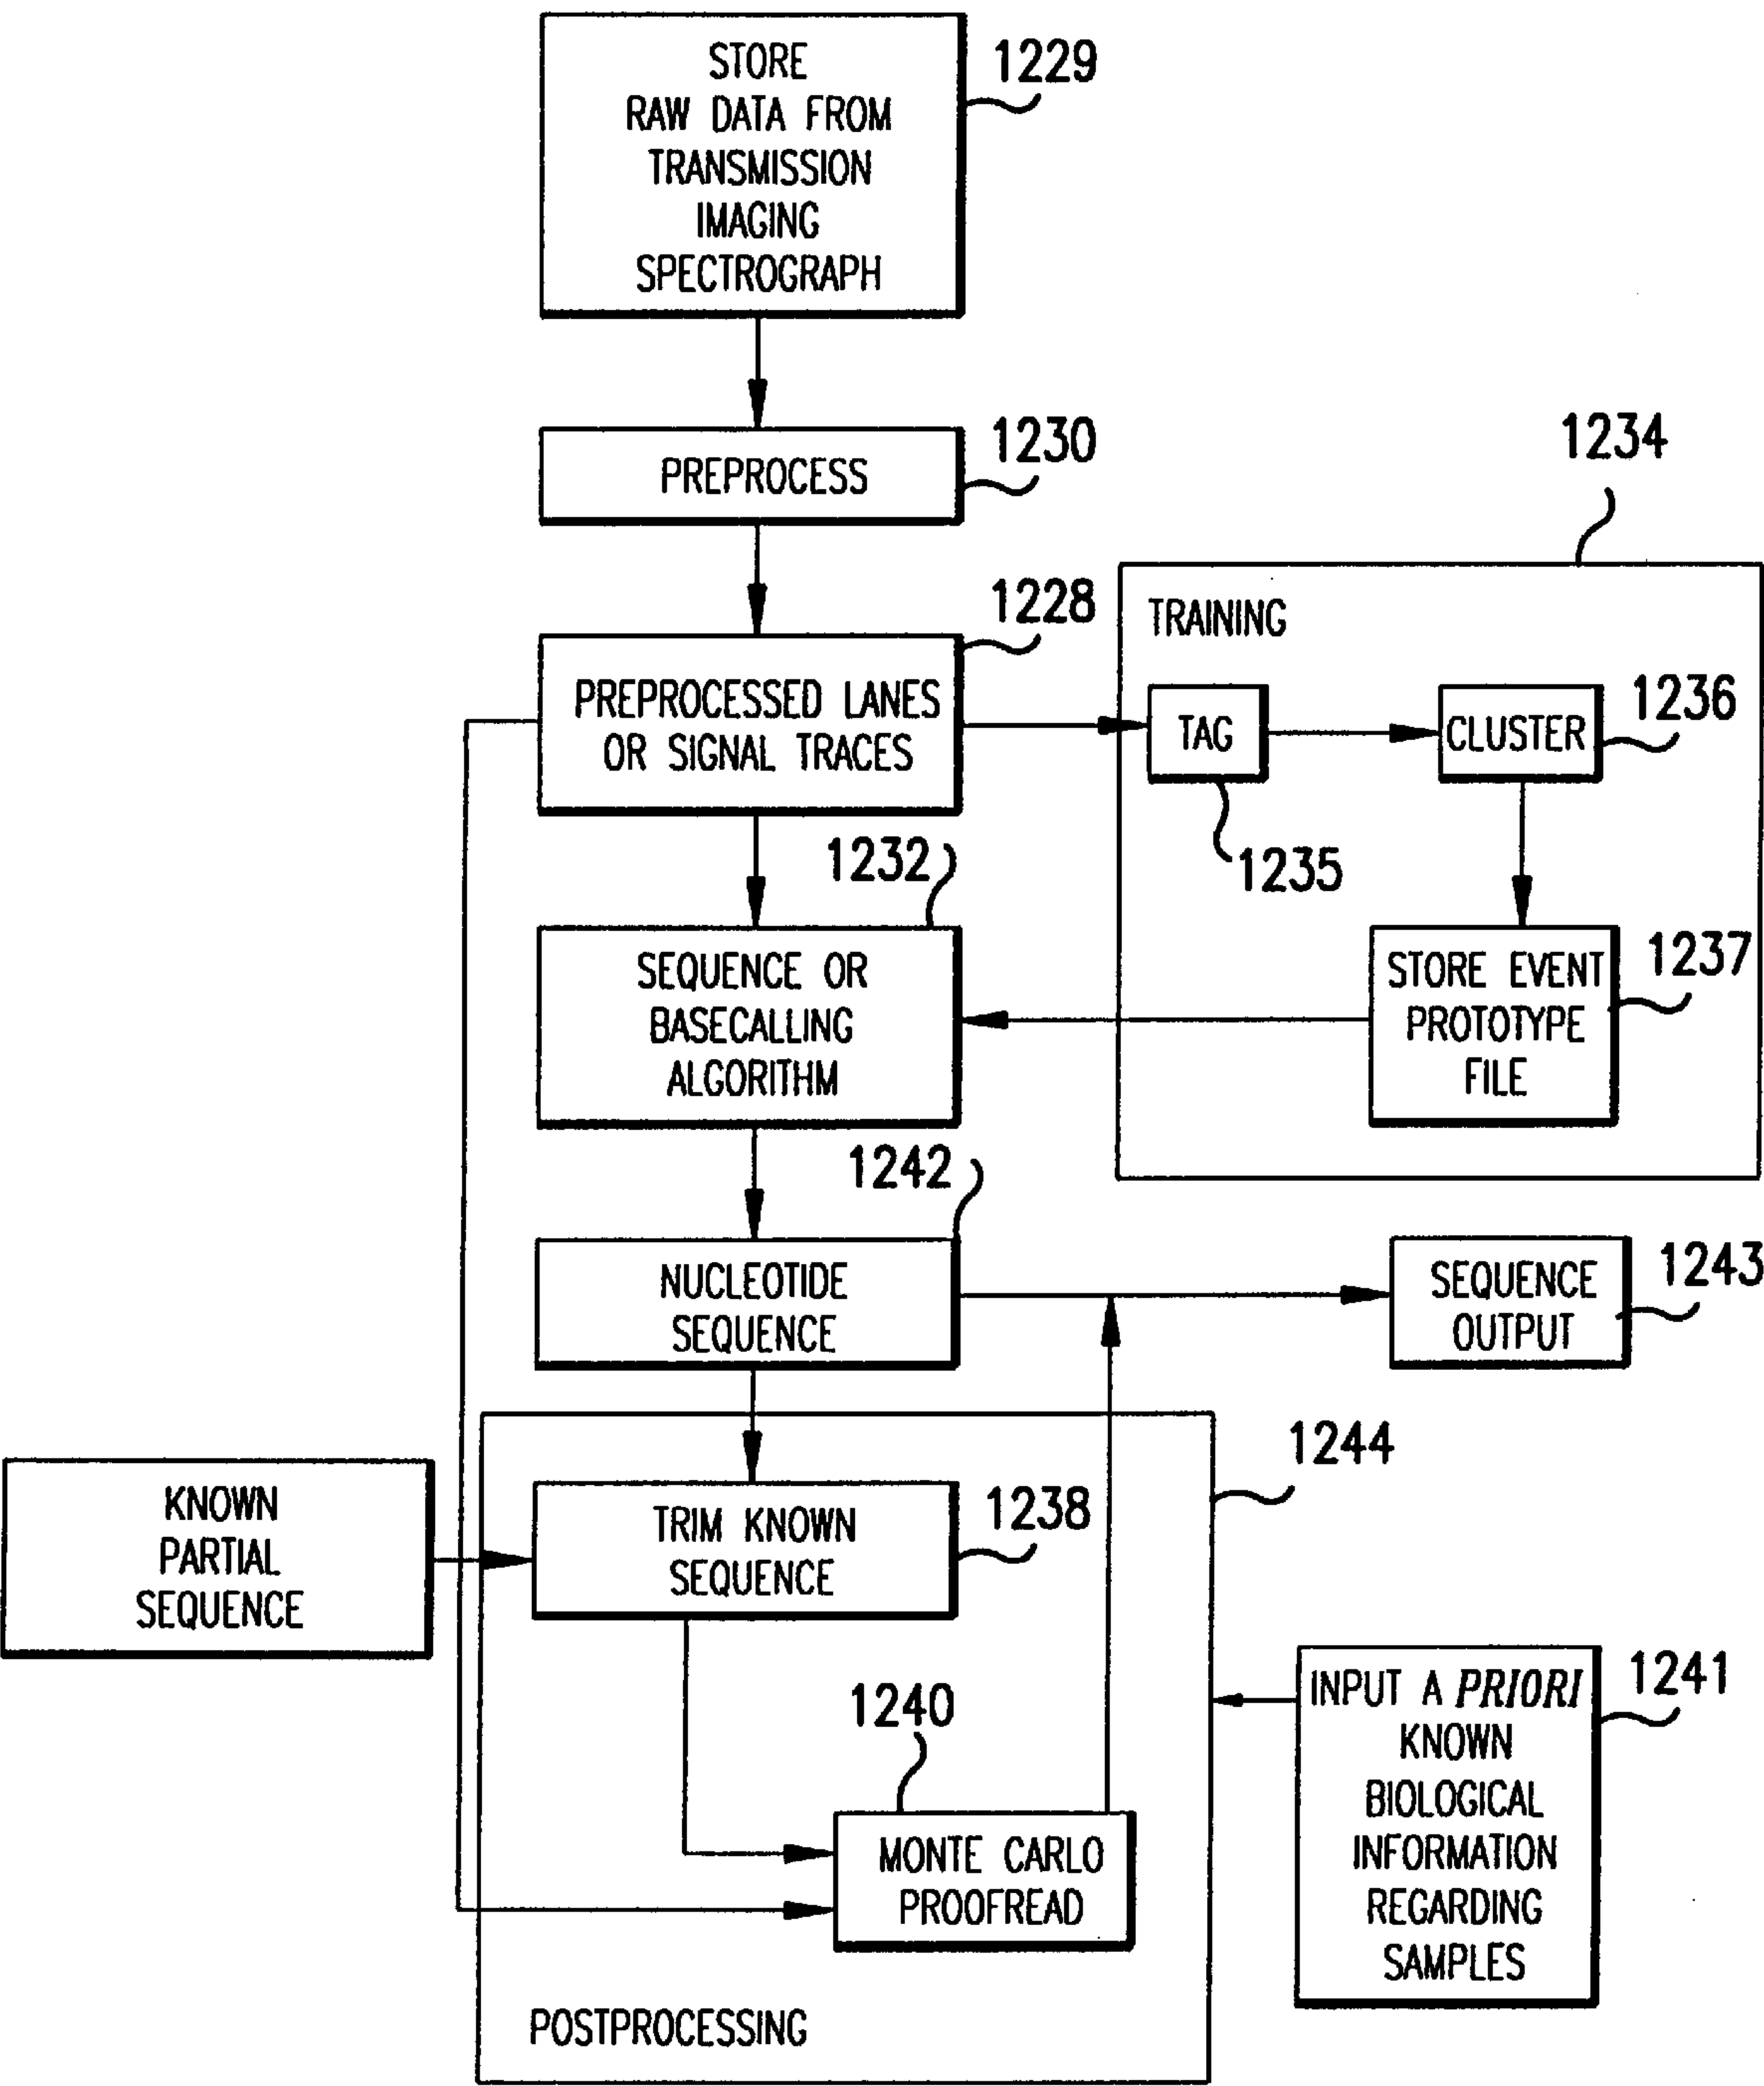 STORE
RAW DATA FROM
TRANSMISSION
IMAGING
SPECTROGRAPH
1229
PREPROCESS
1230
PREPROCESSED LANES
OR SIGNAL TRACES
1228
1234
TRAINING
TAG
1235
CLUSTER
1236
STORE EVENT
PROTOTYPE
FILE
1237
1232
SEQUENCE OR
BASECALLING
ALGORITHM
1242
NUCLEOTIDE
SEQUENCE
SEQUENCE
OUTPUT
1243
KNOWN
PARTIAL
SEQUENCE
TRIM KNOWN
SEQUENCE
1238
1244
1240
MONTE CARLO
PROOFREAD
POSTPROCESSING
INPUT A PRIORI
KNOWN
BIOLOGICAL
INFORMATION
REGARDING
SAMPLES
1241